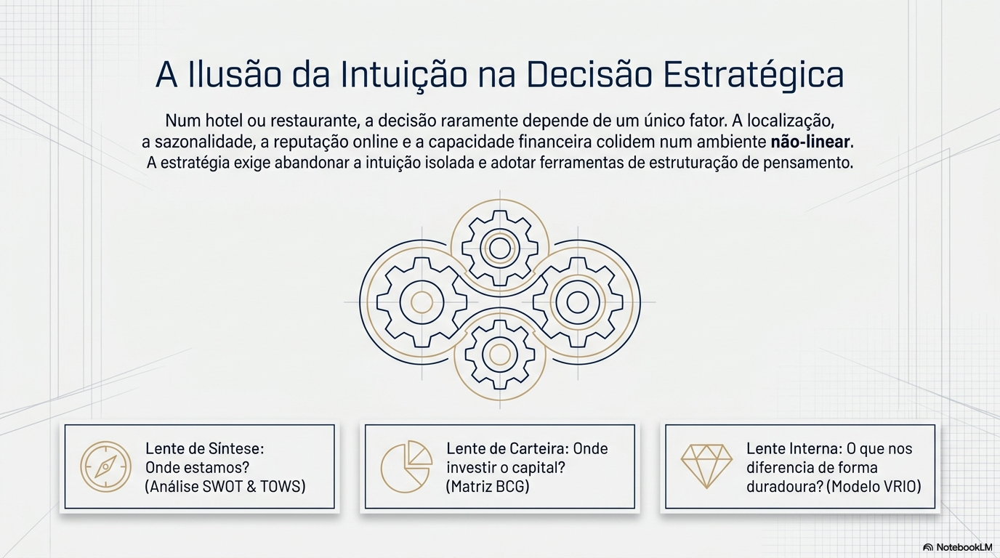 A Ilusão da Intuição na Decisão Estratégica
Num hotel ou restaurante, a decisão raramente depende de um único fator. A localização,
a sazonalidade, a reputação online e a capacidade financeira colidem num ambiente não-linear.
A estratégia exige abandonar a intuição isolada e adotar ferramentas de estruturação de pensamento.
Lente de Síntese:
Onde estamos?
(Análise SWOT & TOWS)
Lente de Carteira: Onde
investir o capital?
(Matriz BCG)
Lente Interna: O que nos
diferencia de forma
duradoura? (Modelo VRIO)
NotebookLM